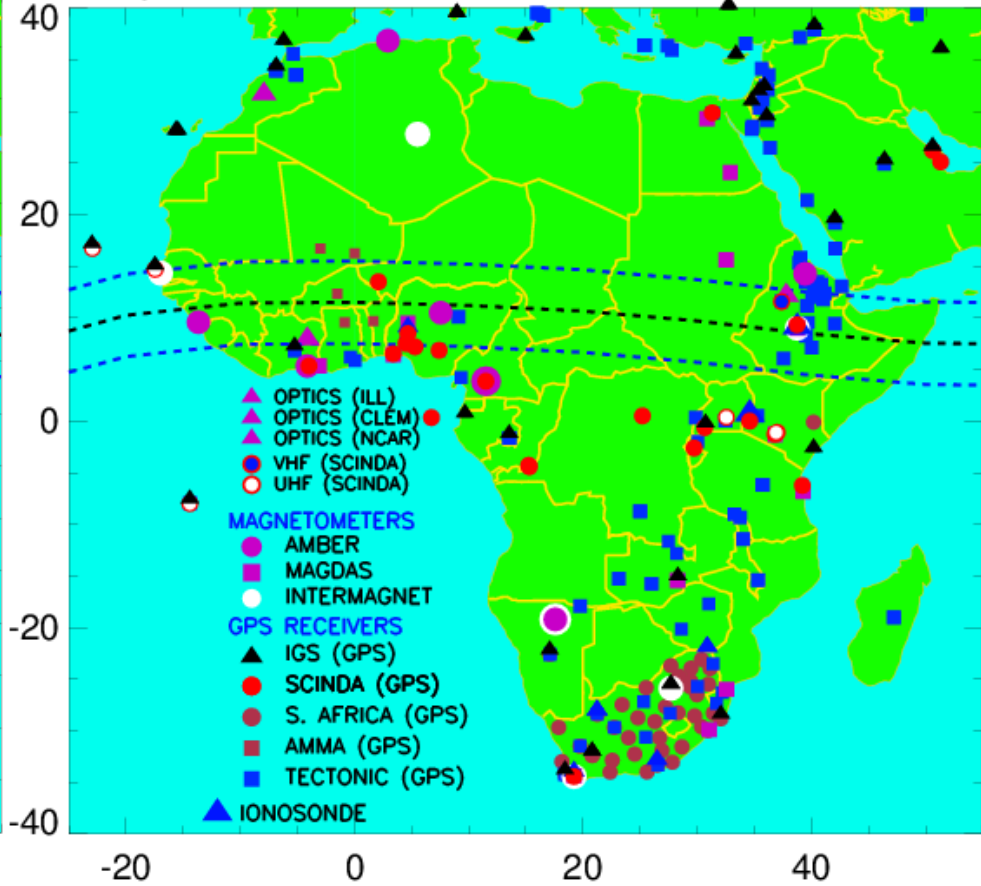 40
20
0
-20
-40
OPTICS (ILL)
OPTICS (CLEM)
OPTICS (NCAR)
VHF (SCINDA)
UHF (SCINDA)
MAGNETOMETERS
AMBER
MAGDAS
INTERMAGNET
GPS RECEIVERS
IGS (GPS)
SCINDA (GPS)
S. AFRICA (GPS)
AMMA (GPS)
TECTONIC (GPS)
IONOSONDE
-20 0 20 40